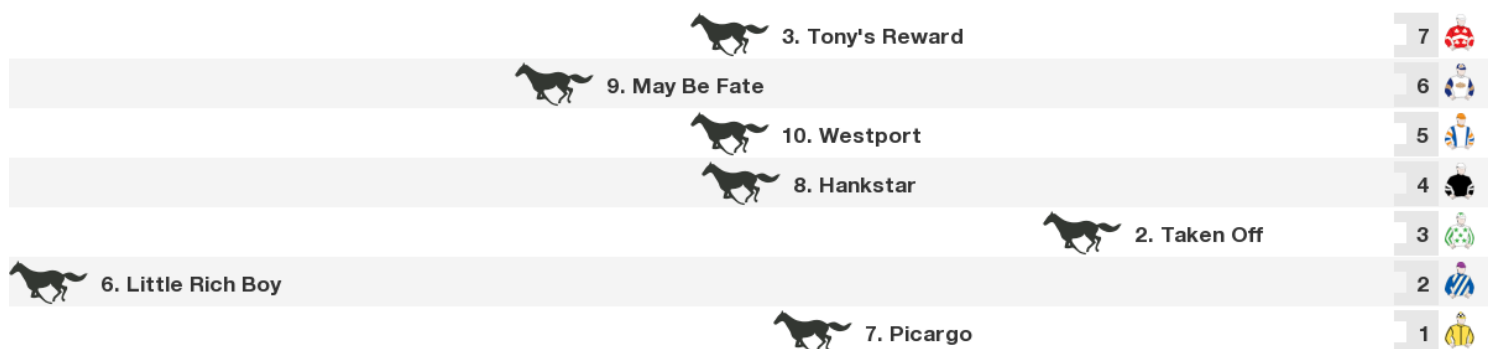 3. Tony's Reward 7
9. May Be Fate 6
10. Westport 5
8. Hankstar 4
2. Taken Off 3
6. Little Rich Boy 2
7. Picargo 1